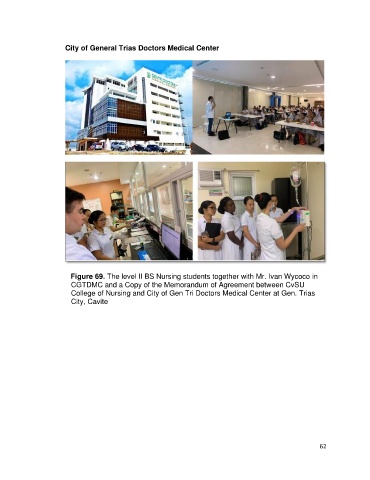 City of General Trias Doctors Medical Center
Figure 69. The level II BS Nursing students together with Mr. Ivan Wycoco in
CGTDMC and a Copy of the Memorandum of Agreement between CvSU
College of Nursing and City of Gen Tri Doctors Medical Center at Gen. Trias
City, Cavite
62